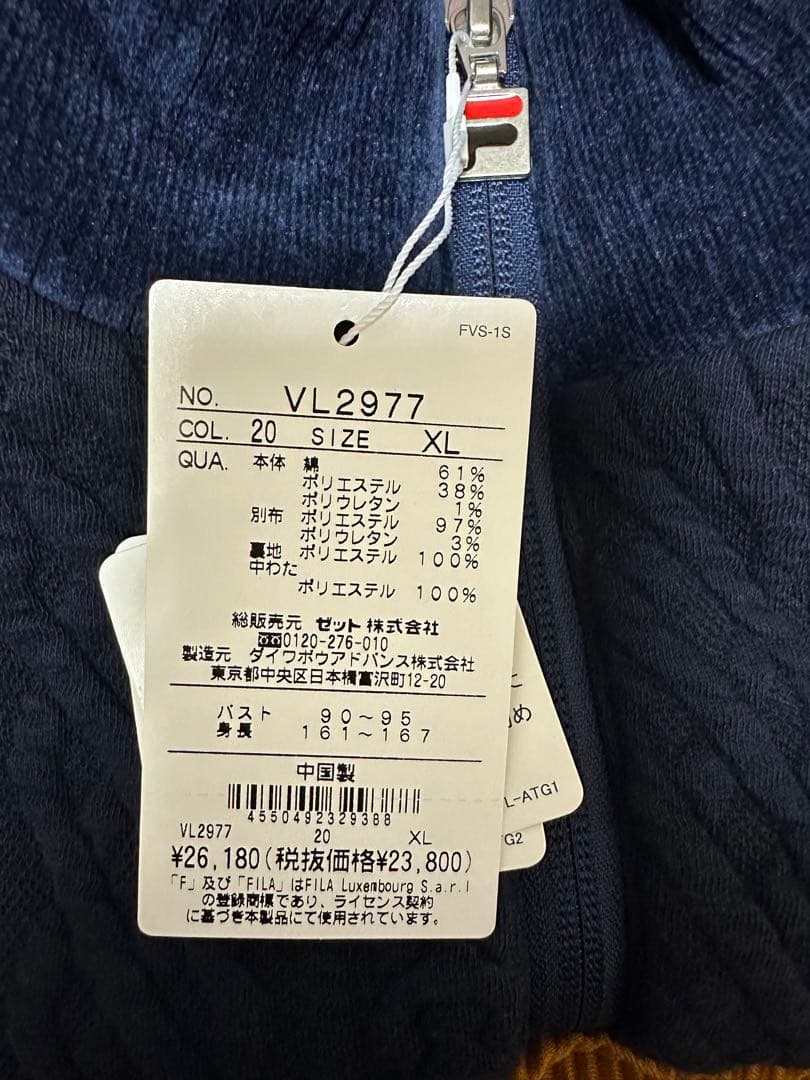 FVS-1S
NO. VL2977
COL. 20 SIZE XL
QUA. 本体 綿 61%
ポリエステル 38%
ポリウレタン 1%
別布 ポリエステル 97%
ポリウレタン 3%
裏地 ポリエステル 100%
中わた
ポリエステル 100%
総販売元 ゼット株式会社
0120-276-010
製造元 ダイワボウアドバンス株式会社
東京都中央区日本橋富沢町12-20
バスト 90～95
身長 161～167
中国製
4550492329388
VL2977 20 XL
¥26,180(税抜価格¥23,800)
「F」及び「FILA」はFILA Luxembourg S.a.r.l
の登録商標であり、ライセンス契約
に基づき本製品にて使用されています。
に
め
L-ATG1
G2